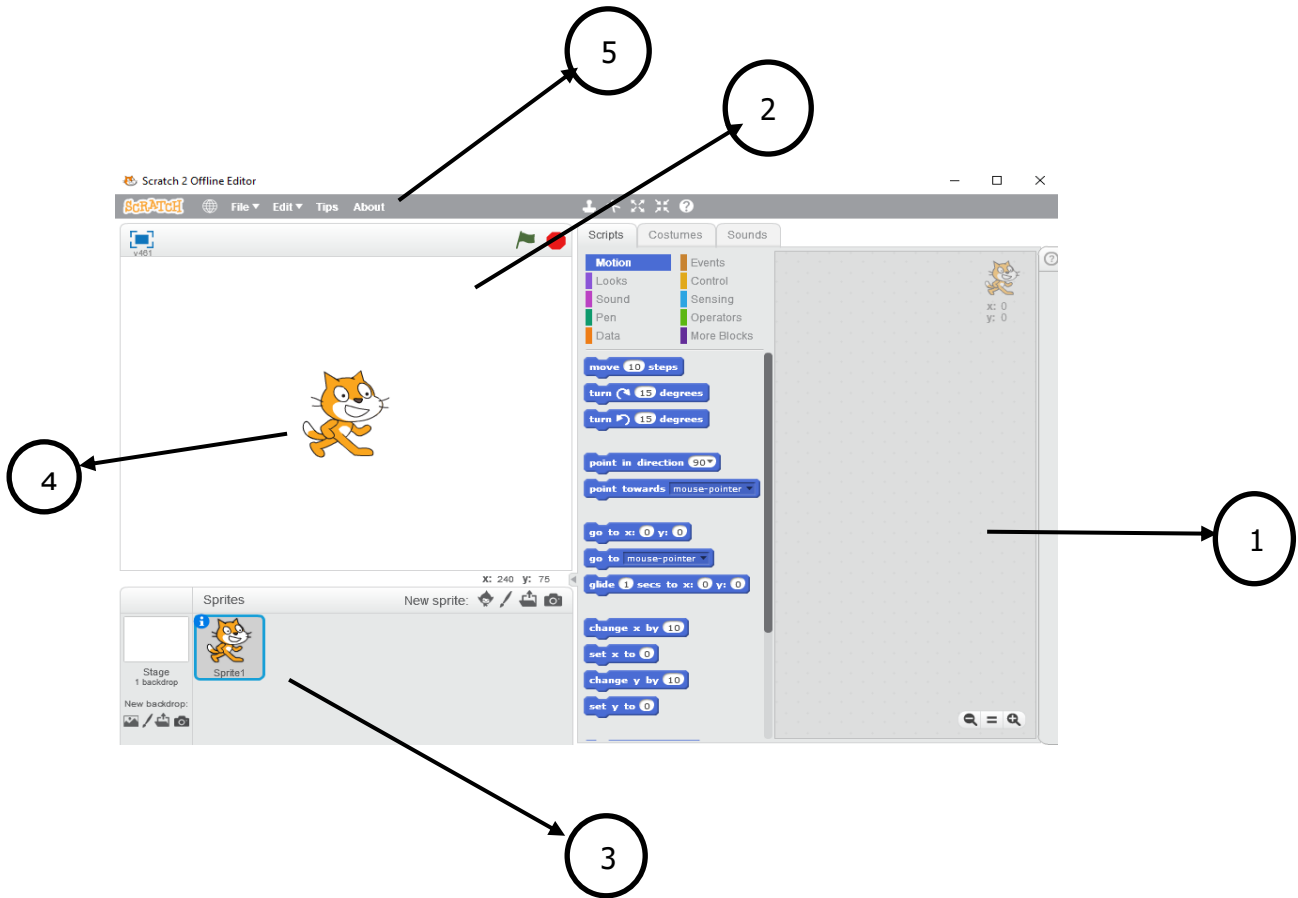 5
2
Scratch 2 Offline Editor
SCRATCH File Edit Tips About
v461
Scripts Costumes Sounds
Motion Events
Looks Control
Sound Sensing
Pen Operators
Data More Blocks
x: 0
y: 0
move 10 steps
turn 15 degrees
turn 15 degrees
point in direction 90
point towards mouse-pointer
go to x: 0 y: 0
go to mouse-pointer
glide 1 secs to x: 0 y: 0
change x by 10
set x to 0
change y by 10
set y to 0
4
1
X: 240 Y: 75
Sprites New sprite:
Stage
1 backdrop
Sprite1
New backdrop:
3